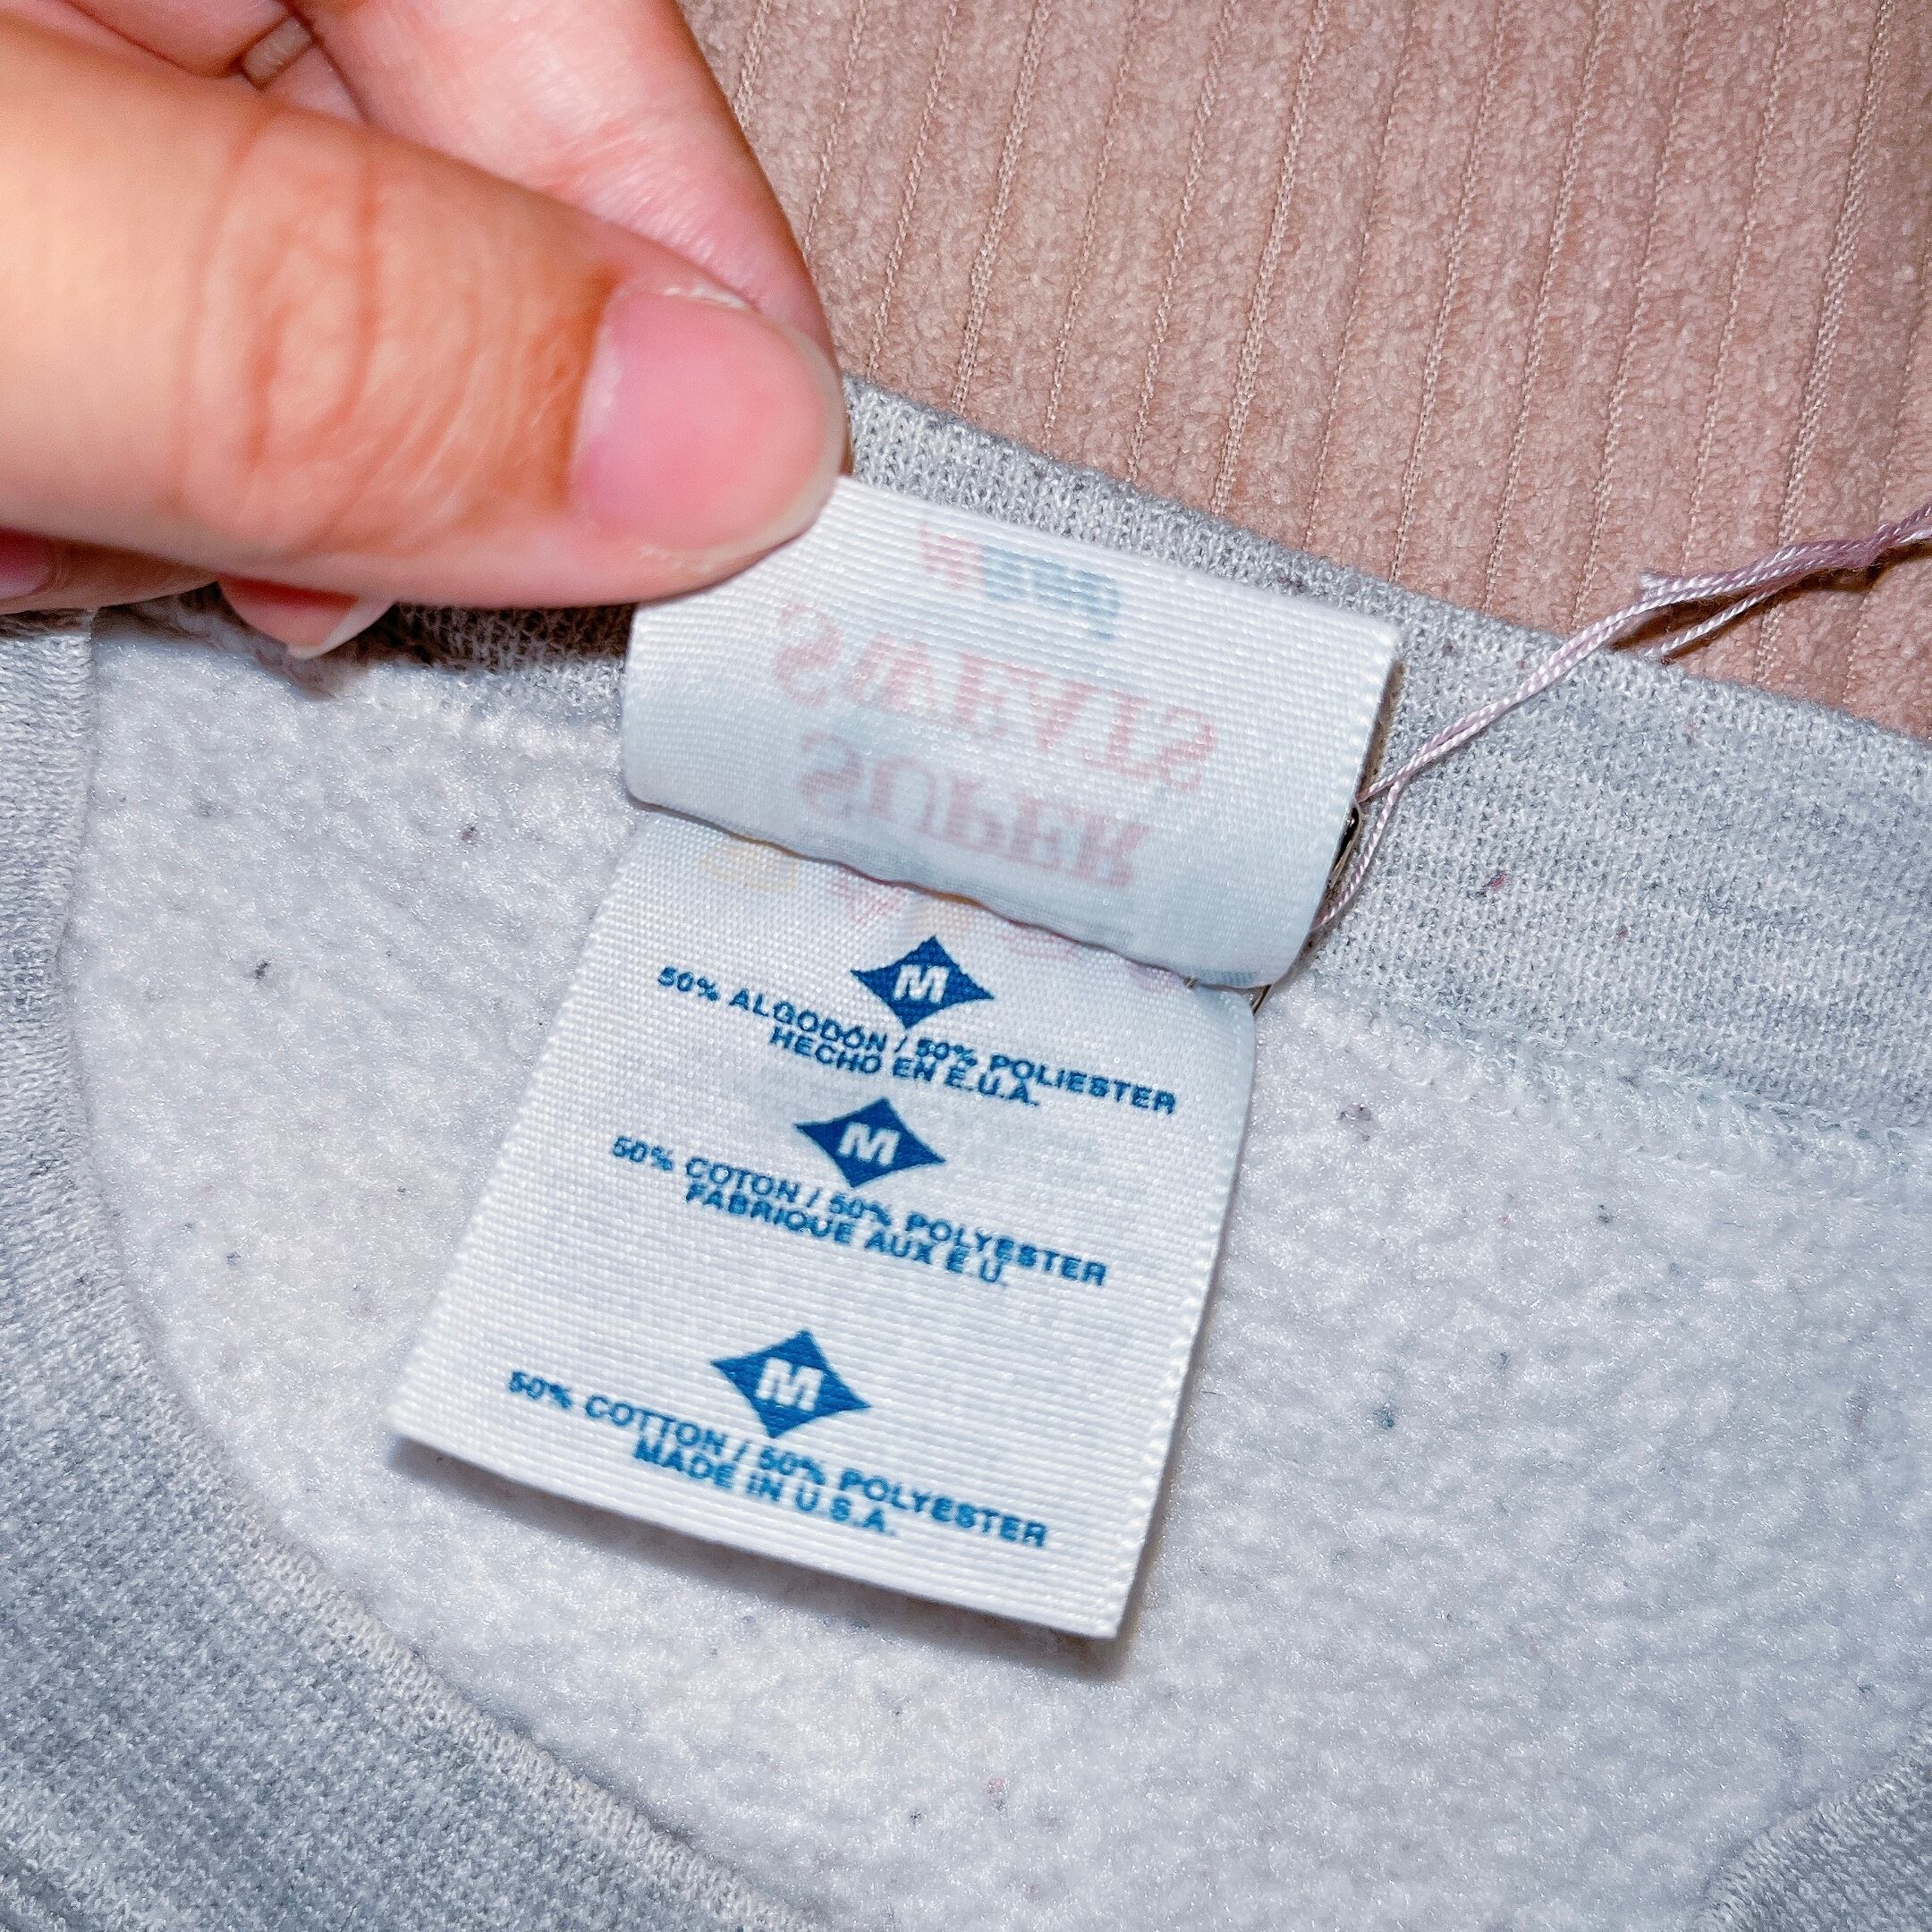 SWEATS
SUPER
M
50% ALGODÓN / 50% POLIESTER
HECHO EN E.U.A.
M
50% COTON / 50% POLYESTER
FABRIQUE AUX E.U.
M
50% COTTON / 50% POLYESTER
MADE IN U.S.A.